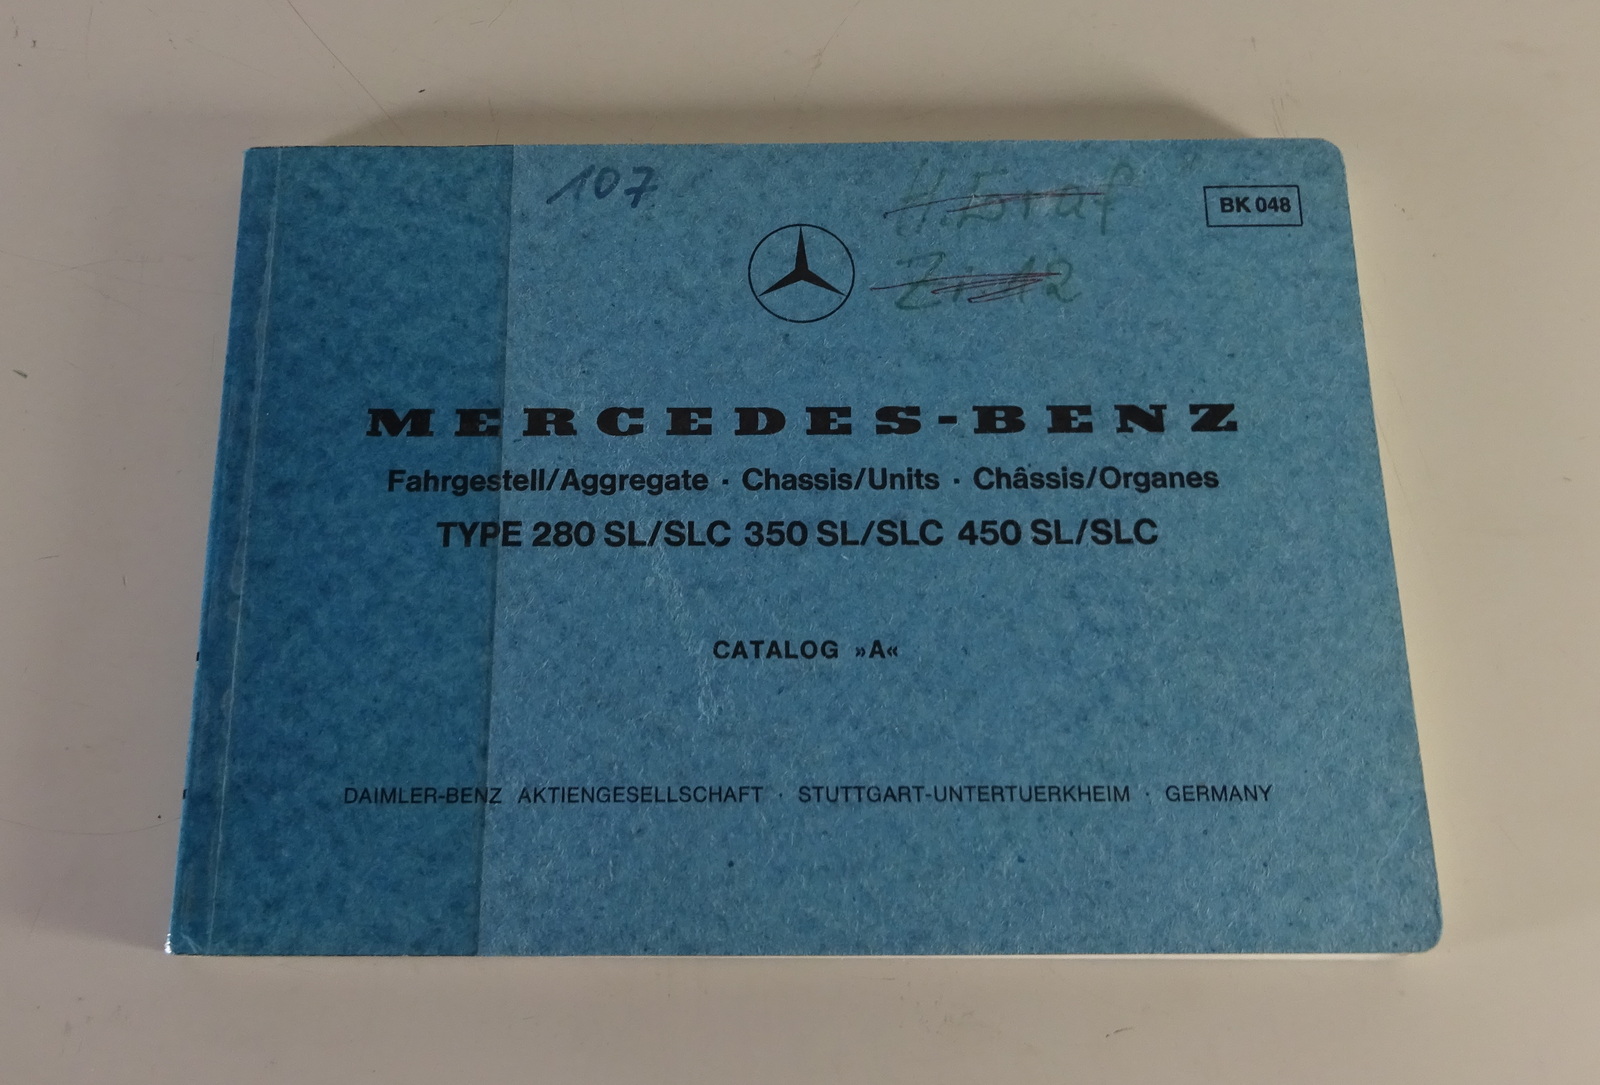 107
BK 048
MERCEDES-BENZ
Fahrgestell/Aggregate · Chassis/Units · Châssis/Organes
TYPE 280 SL/SLC 350 SL/SLC 450 SL/SLC
CATALOG »A«
DAIMLER-BENZ AKTIENGESELLSCHAFT · STUTTGART-UNTERTUERKHEIM · GERMANY